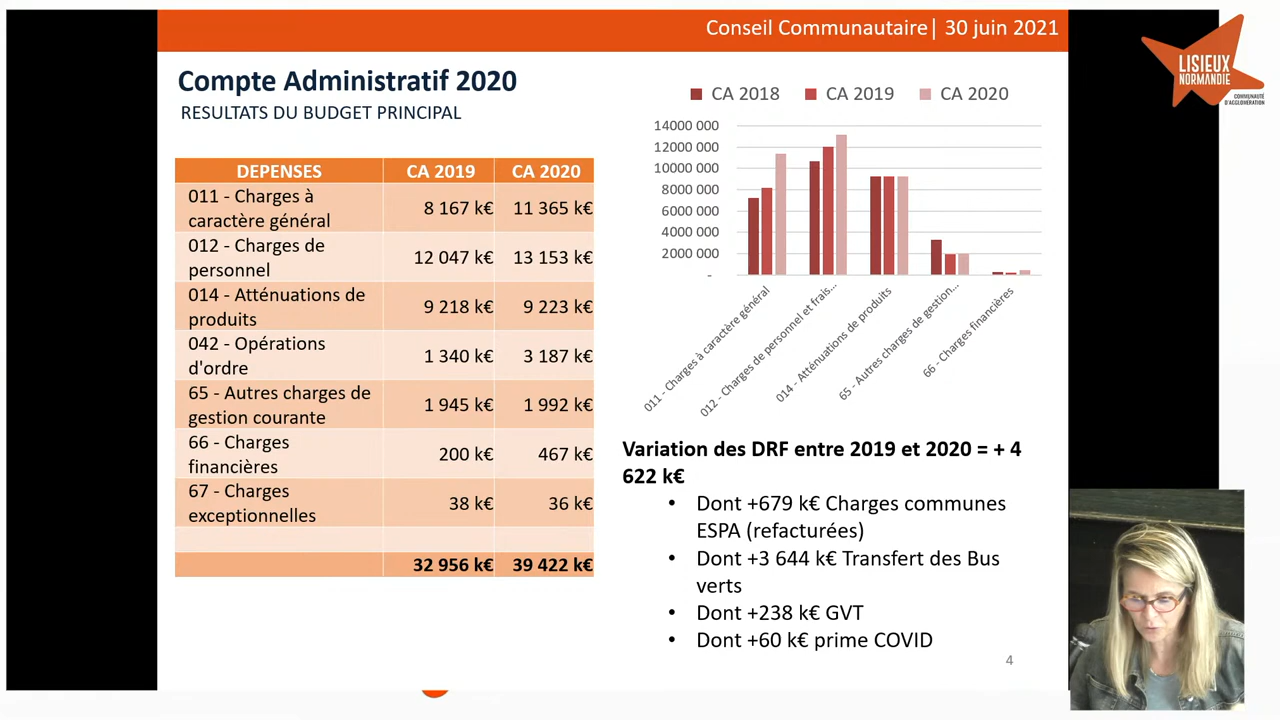 Conseil Communautaire| 30 juin 2021
LISIEUX
NORMANDIE
COMMUNAUTÉ
D'AGGLOMÉRATION
Compte Administratif 2020
RESULTATS DU BUDGET PRINCIPAL
DEPENSES CA 2019 CA 2020
011 - Charges à
caractère général 8 167 k€ 11 365 k€
012 - Charges de
personnel 12 047 k€ 13 153 k€
014 - Atténuations de
produits 9 218 k€ 9 223 k€
042 - Opérations
d'ordre 1 340 k€ 3 187 k€
65 - Autres charges de
gestion courante 1 945 k€ 1 992 k€
66 - Charges
financières 200 k€ 467 k€
67 - Charges
exceptionnelles 38 k€ 36 k€
32 956 k€ 39 422 k€
CA 2018 CA 2019 CA 2020
14000 000
12000 000
10000 000
8000 000
6000 000
4000 000
2000 000
-
011 - Charges à caractère général
012 - Charges de personnel et frais...
014 - Atténuations de produits
65 - Autres charges de gestion...
66 - Charges financières
Variation des DRF entre 2019 et 2020 = + 4
622 k€
• Dont +679 k€ Charges communes
ESPA (refacturées)
• Dont +3 644 k€ Transfert des Bus
verts
• Dont +238 k€ GVT
• Dont +60 k€ prime COVID
4